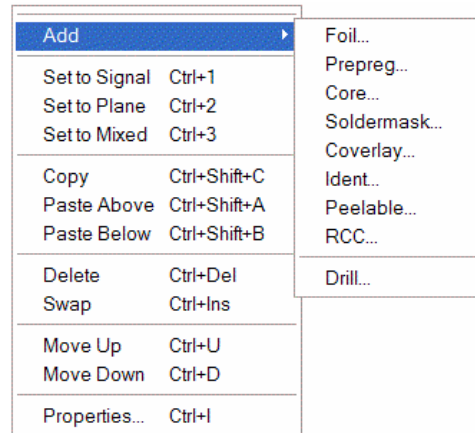 Add
Set to Signal Ctrl+1
Set to Plane Ctrl+2
Set to Mixed Ctrl+3
Copy Ctrl+Shift+C
Paste Above Ctrl+Shift+A
Paste Below Ctrl+Shift+B
Delete Ctrl+Del
Swap Ctrl+Ins
Move Up Ctrl+U
Move Down Ctrl+D
Properties... Ctrl+I
Foil...
Prepreg...
Core...
Soldermask...
Coverlay...
Ident...
Peelable...
RCC...
Drill...